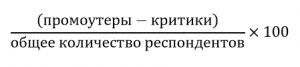 (промоутеры − критики)
общее количество респондентов × 100